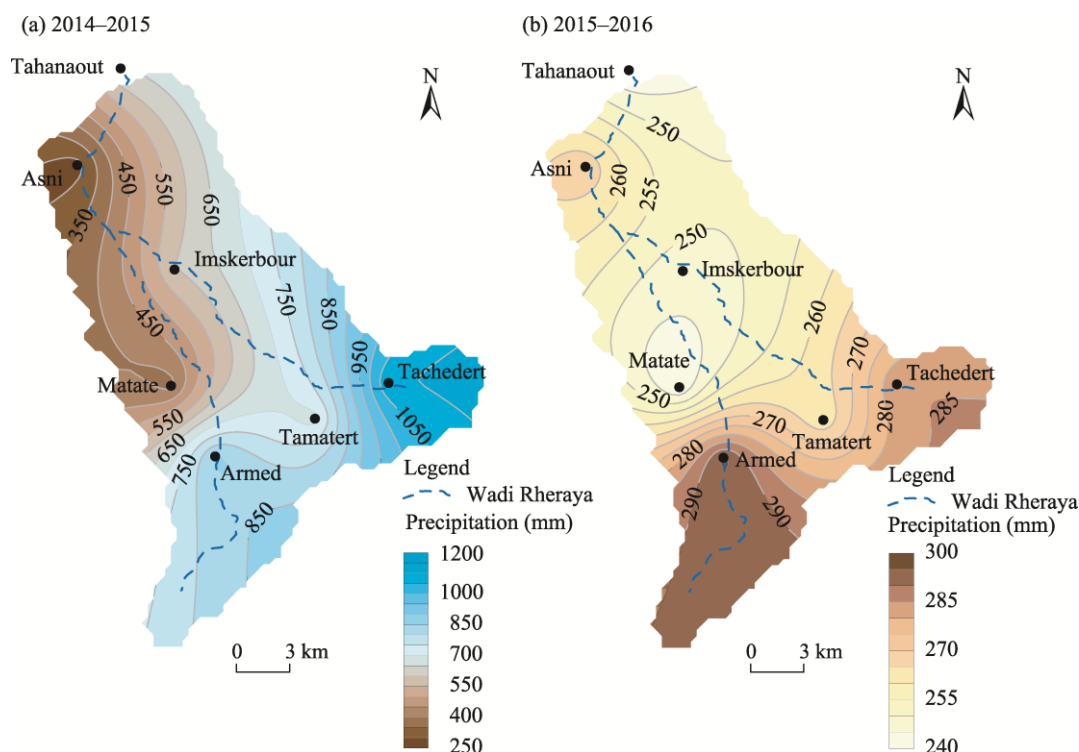 (a) 2014–2015
Tahanaout
N
Asni
450
550
650
350
Imskerbour
750
850
450
950
Matate
Tachedert
550
1050
650
Tamatert
750
Armed
850
Legend
Wadi Rheraya
Precipitation (mm)
1200
1000
850
700
550
400
250
0 3 km
(b) 2015–2016
Tahanaout
N
250
Asni
260
255
250
Imskerbour
260
270
Matate
Tachedert
250
280
285
270
Tamatert
280
Armed
290
290
Legend
Wadi Rheraya
Precipitation (mm)
300
285
270
255
240
0 3 km